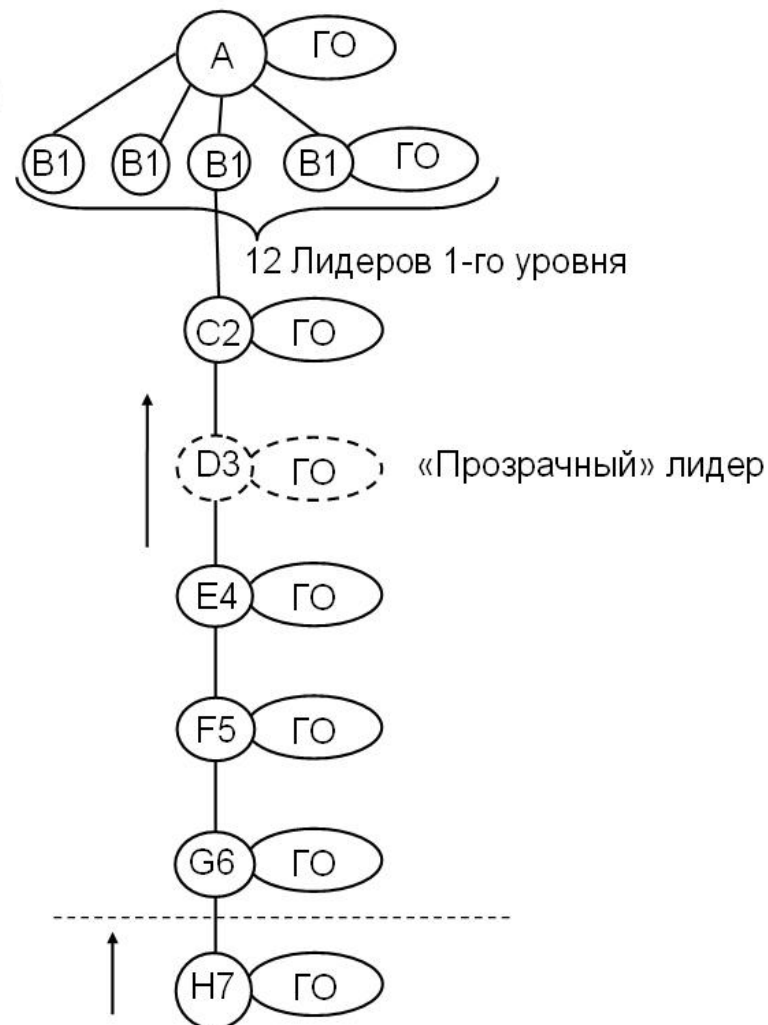 А ГО
B1 B1 B1 B1 ГО
12 Лидеров 1-го уровня
C2 ГО
D3 ГО «Прозрачный» лидер
E4 ГО
F5 ГО
G6 ГО
H7 ГО